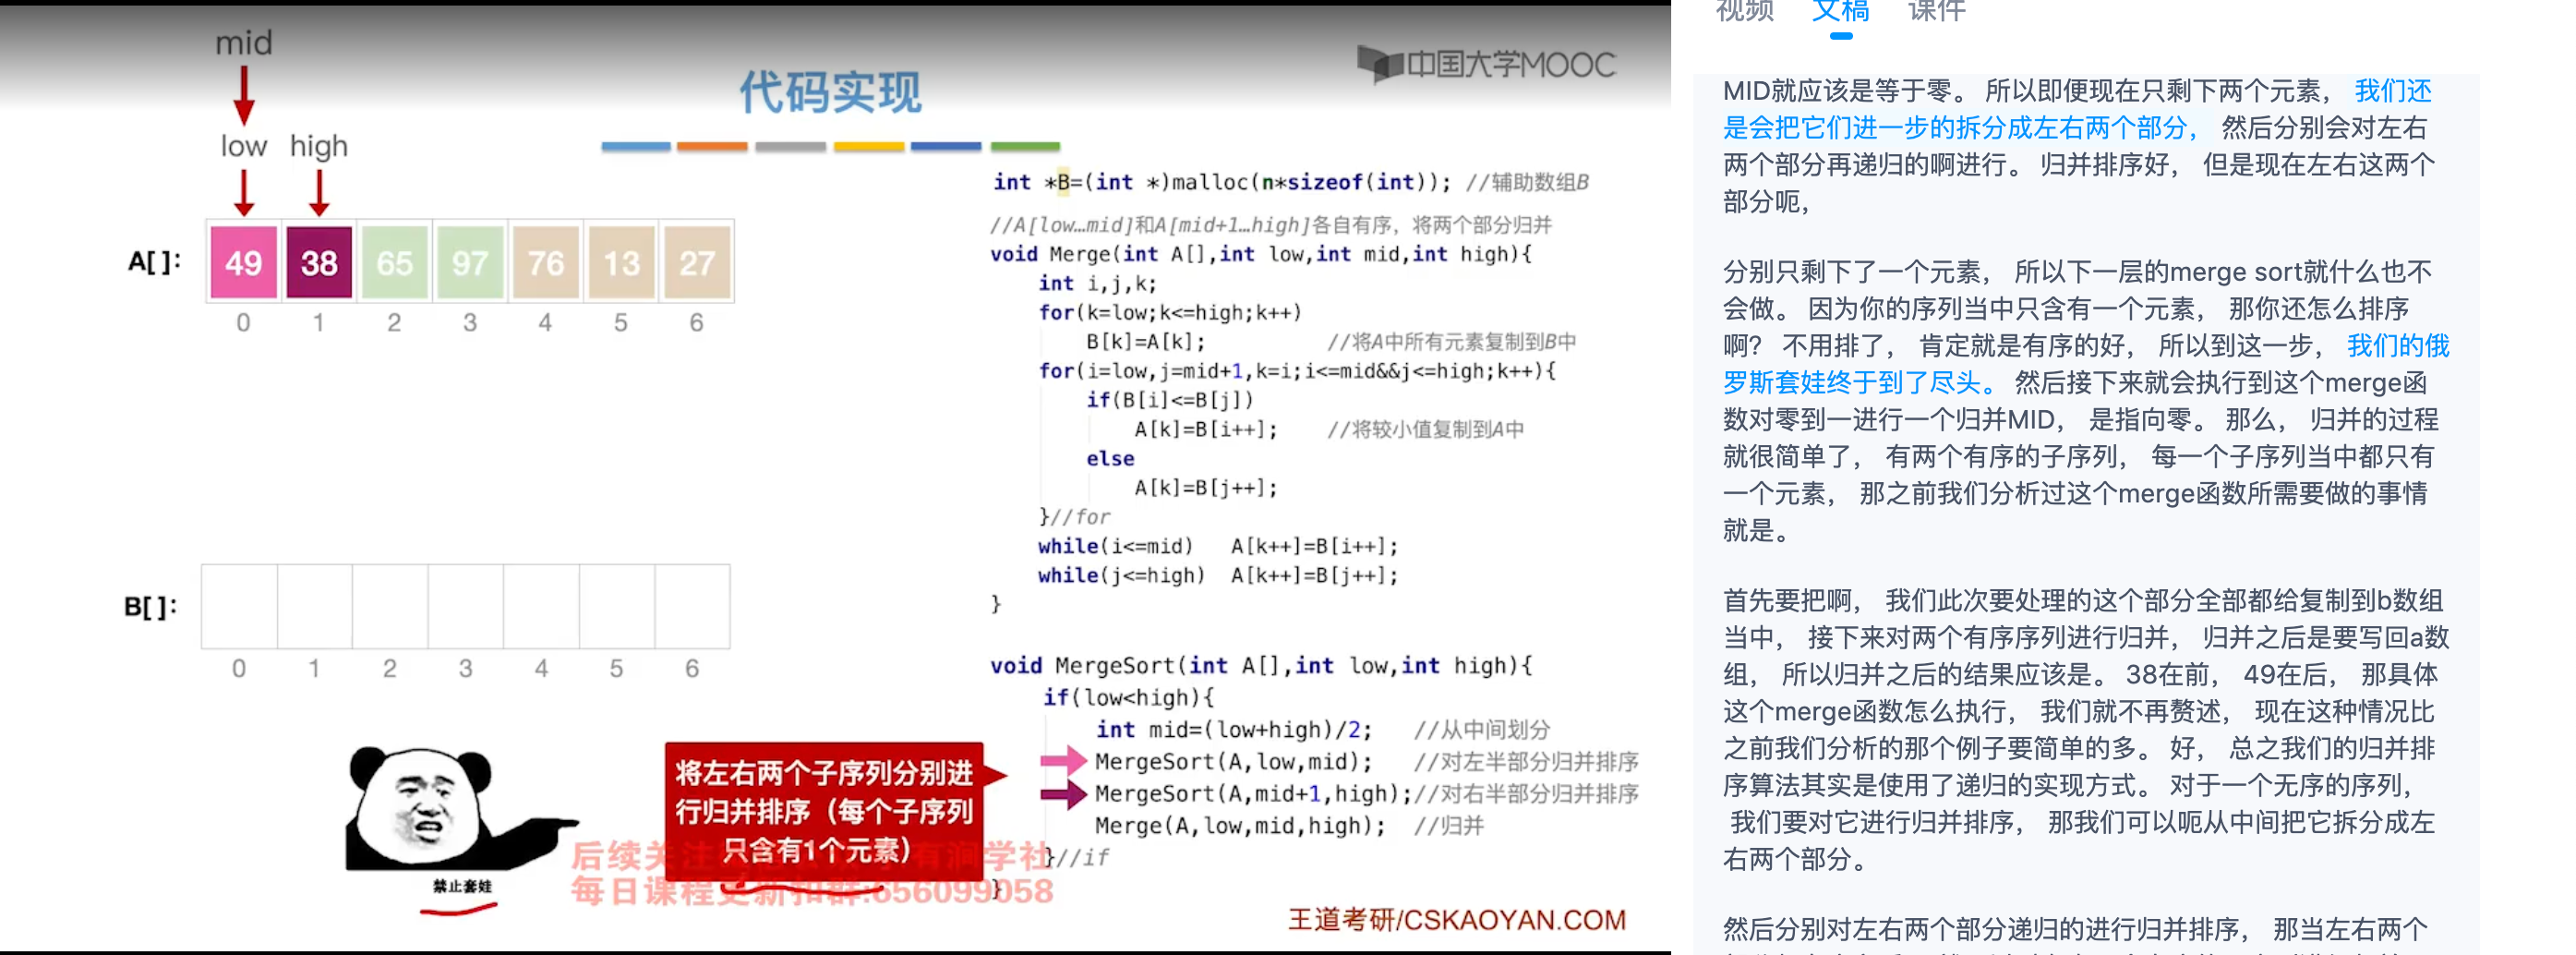 mid
中国大学MOOC
代码实现
low high
int *B=(int *)malloc(n*sizeof(int)); //辅助数组B
//A[low…mid]和A[mid+1…high]各自有序，将两个部分归并
void Merge(int A[],int low,int mid,int high){
int i,j,k;
for(k=low;k<=high;k++)
B[k]=A[k]; //将A中所有元素复制到B中
for(i=low,j=mid+1,k=i;i<=mid&&j<=high;k++){
if(B[i]<=B[j])
A[k]=B[i++]; //将较小值复制到A中
else
A[k]=B[j++];
}//for
while(i<=mid) A[k++]=B[i++];
while(j<=high) A[k++]=B[j++];
}
A[ ]: 49 38 65 97 76 13 27
0 1 2 3 4 5 6
B[ ]:
0 1 2 3 4 5 6
void MergeSort(int A[],int low,int high){
if(low<high){
int mid=(low+high)/2; //从中间划分
MergeSort(A,low,mid); //对左半部分归并排序
MergeSort(A,mid+1,high);//对右半部分归并排序
Merge(A,low,mid,high); //归并
}//if
}
将左右两个子序列分别进
行归并排序（每个子序列
只含有1个元素）
禁止套娃
后续关 有润学社
每日课程更新扣群:656099058
王道考研/CSKAOYAN.COM
视频 文稿 课件
MID就应该是等于零。 所以即便现在只剩下两个元素， 我们还
是会把它们进一步的拆分成左右两个部分， 然后分别会对左右
两个部分再递归的啊进行。 归并排序好， 但是现在左右这两个
部分呃，
分别只剩下了一个元素， 所以下一层的merge sort就什么也不
会做。 因为你的序列当中只含有一个元素， 那你还怎么排序
啊？ 不用排了， 肯定就是有序的好， 所以到这一步， 我们的俄
罗斯套娃终于到了尽头。 然后接下来就会执行到这个merge函
数对零到一进行一个归并MID， 是指向零。 那么， 归并的过程
就很简单了， 有两个有序的子序列， 每一个子序列当中都只有
一个元素， 那之前我们分析过这个merge函数所需要做的事情
就是。
首先要把啊， 我们此次要处理的这个部分全部都给复制到b数组
当中， 接下来对两个有序序列进行归并， 归并之后是要写回a数
组， 所以归并之后的结果应该是。 38在前， 49在后， 那具体
这个merge函数怎么执行， 我们就不再赘述， 现在这种情况比
之前我们分析的那个例子要简单的多。 好， 总之我们的归并排
序算法其实是使用了递归的实现方式。 对于一个无序的序列，
我们要对它进行归并排序， 那我们可以呃从中间把它拆分成左
右两个部分。
然后分别对左右两个部分递归的进行归并排序， 那当左右两个